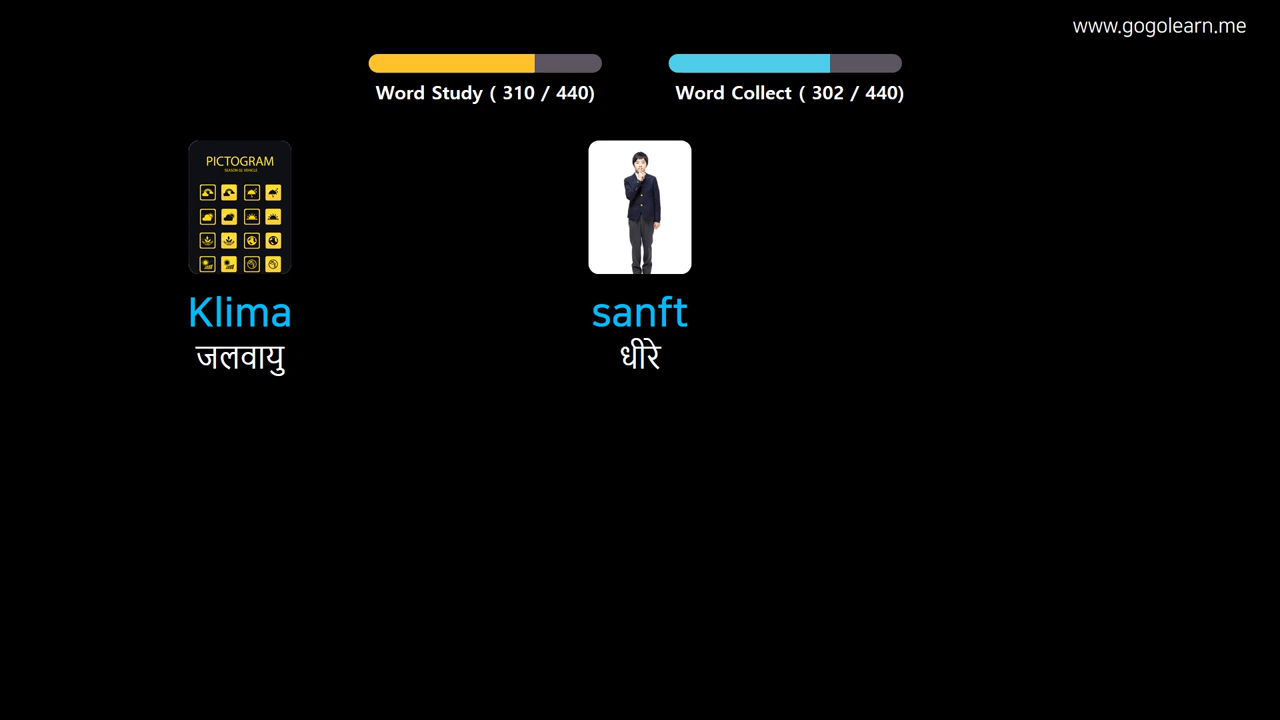 www.gogolearn.me
Word Study ( 310 / 440)
Word Collect ( 302 / 440)
PICTOGRAM
Klima
sanft
जलवायु
धीरे